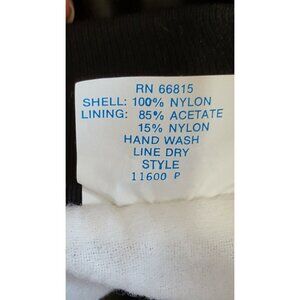 RN 66815
SHELL: 100% NYLON
LINING: 85% ACETATE
15% NYLON
HAND WASH
LINE DRY
STYLE
11600 P